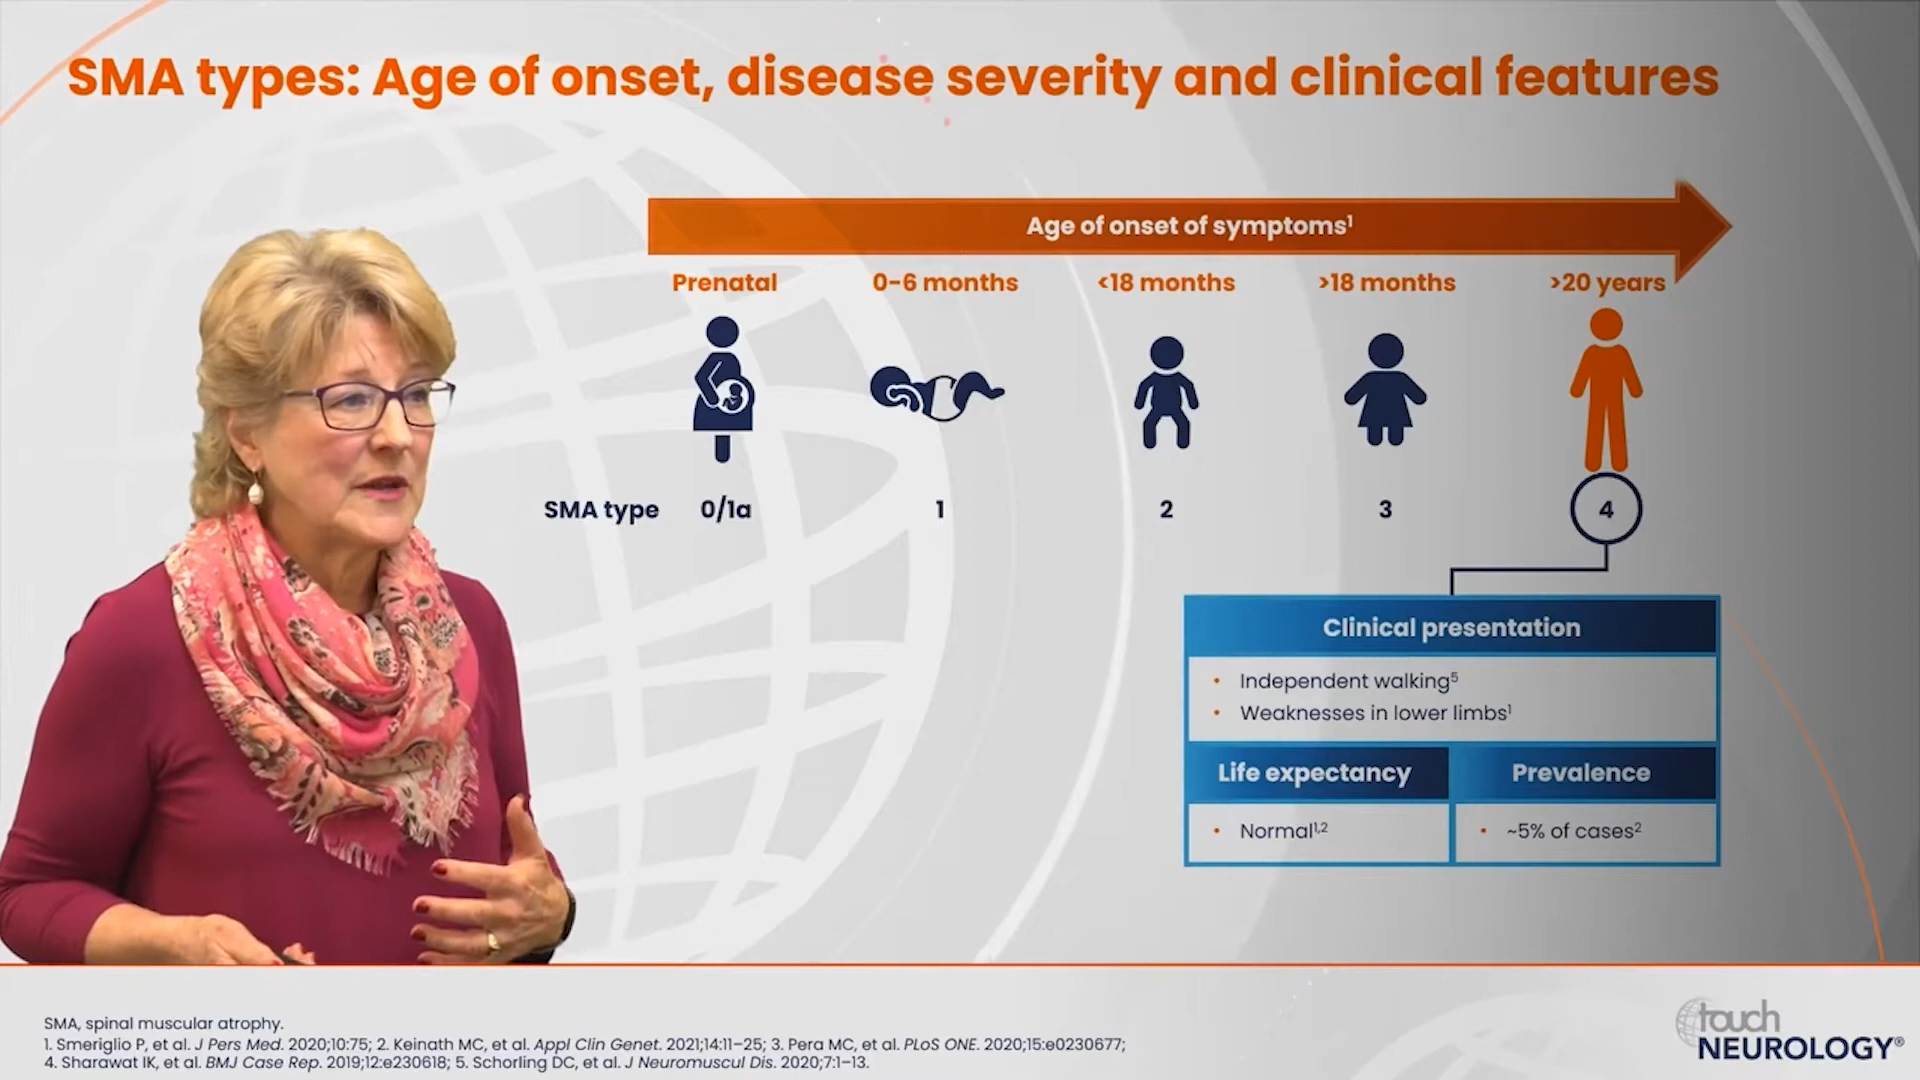 SMA types: Age of onset, disease severity and clinical features
Age of onset of symptoms¹
Prenatal
0-6 months
<18 months
>18 months
>20 years
SMA type
0/1a
1
2
3
4
Clinical presentation
• Independent walking⁵
• Weaknesses in lower limbs¹
Life expectancy
Prevalence
• Normal¹,²
• ~5% of cases²
SMA, spinal muscular atrophy.
1. Smeriglio P, et al. J Pers Med. 2020;10:75; 2. Keinath MC, et al. Appl Clin Genet. 2021;14:11–25; 3. Pera MC, et al. PLoS ONE. 2020;15:e0230677;
4. Sharawat IK, et al. BMJ Case Rep. 2019;12:e230618; 5. Schorling DC, et al. J Neuromuscul Dis. 2020;7:1–13.
touch
NEUROLOGY®